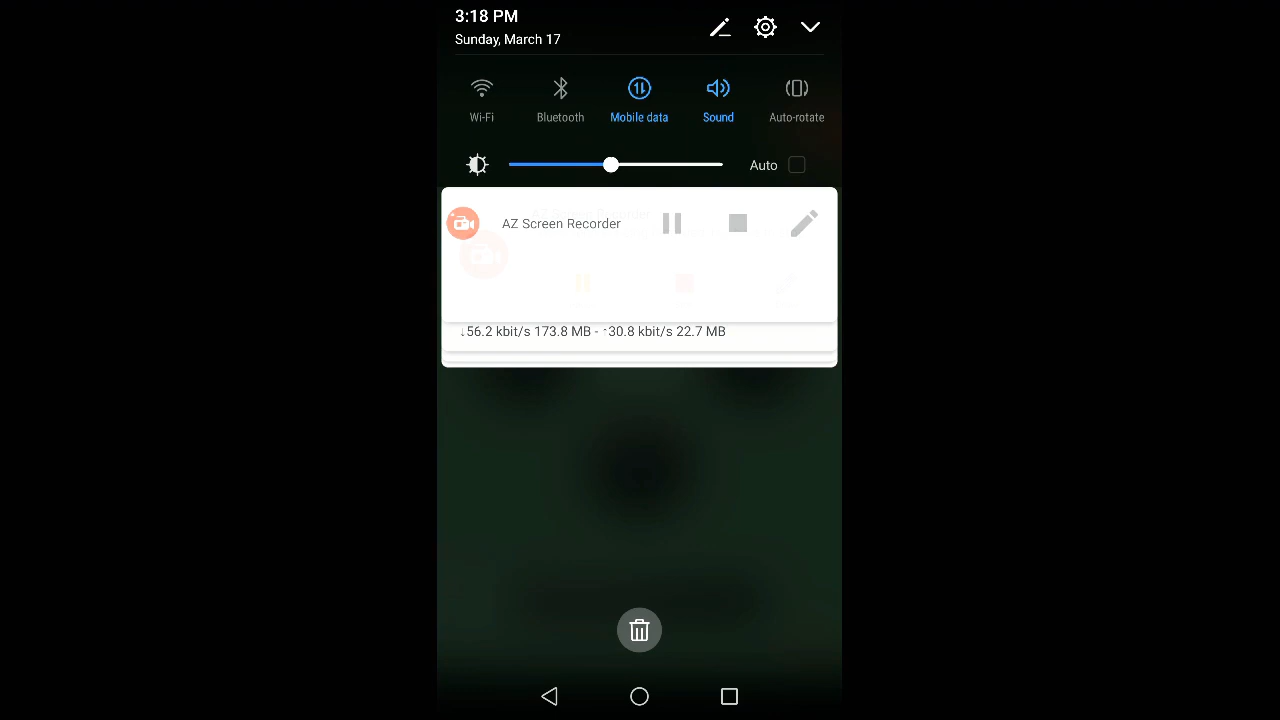 3:18 PM
Sunday, March 17
Wi-Fi
Bluetooth
Mobile data
Sound
Auto-rotate
Auto
AZ Screen Recorder
↓56.2 kbit/s 173.8 MB - ↑30.8 kbit/s 22.7 MB